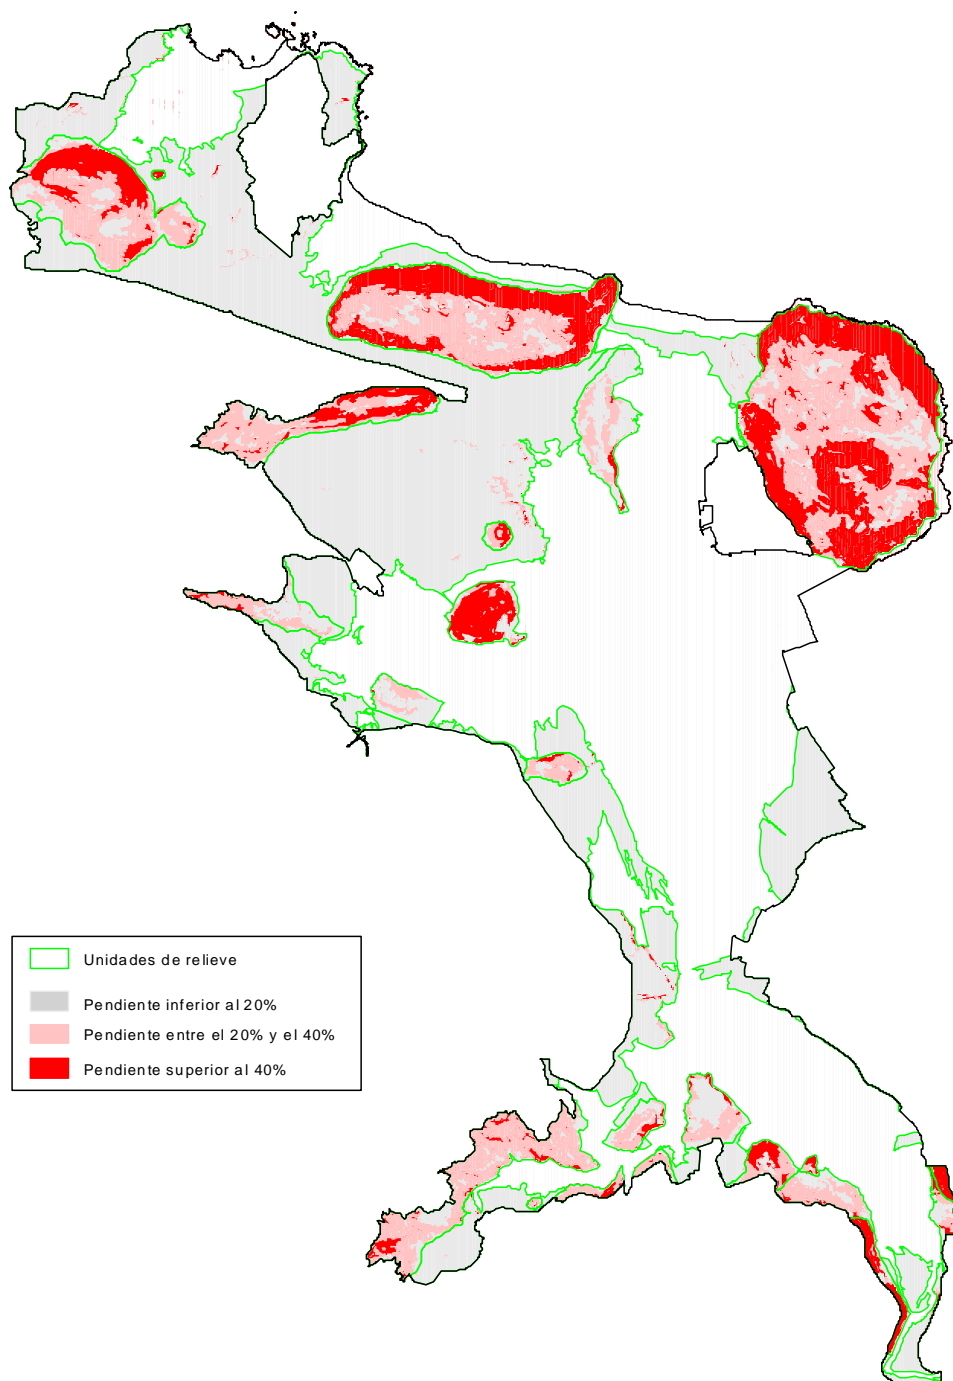 Unidades de relieve
Pendiente inferior al 20%
Pendiente entre el 20% y el 40%
Pendiente superior al 40%